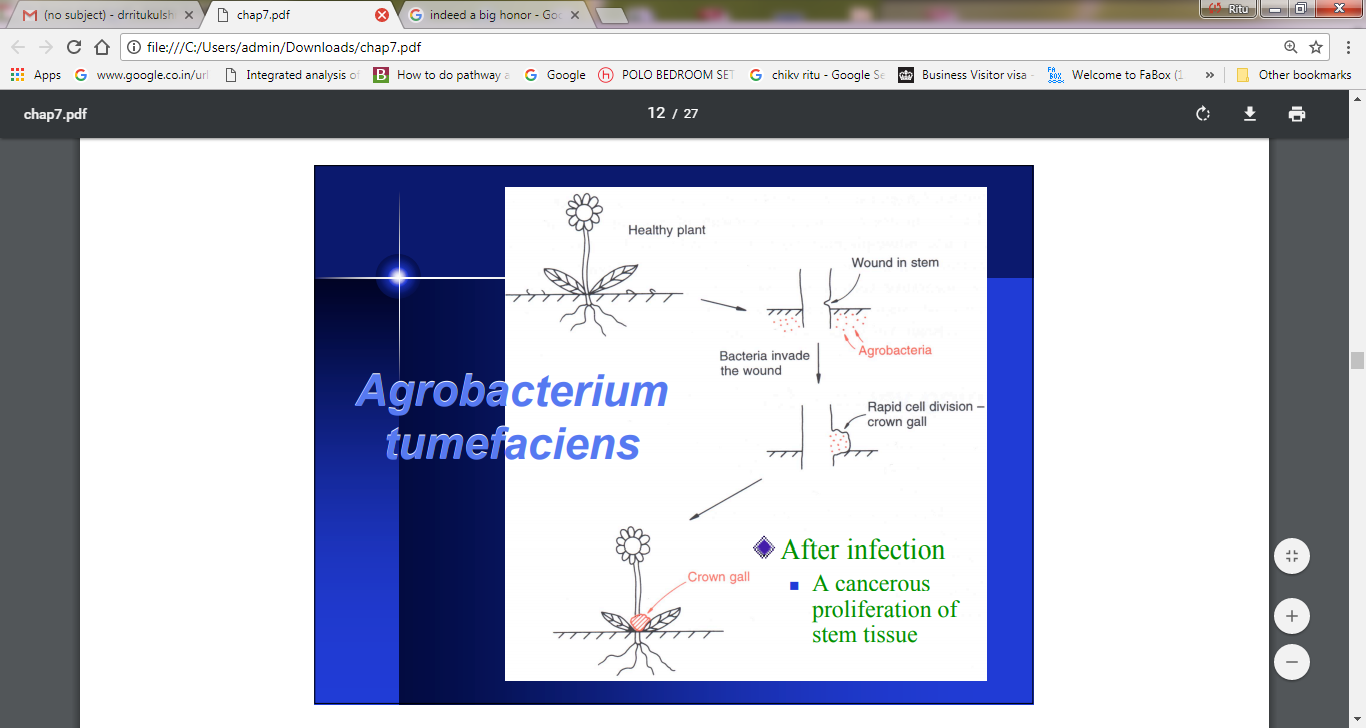 (no subject) - drritukulsh
chap7.pdf
indeed a big honor - Goo
Ritu
file:///C:/Users/admin/Downloads/chap7.pdf
Apps
www.google.co.in/url
Integrated analysis of
How to do pathway a
Google
POLO BEDROOM SET
chikv ritu - Google Se
Business Visitor visa -
FA BOX
Welcome to FaBox (1
»
Other bookmarks
chap7.pdf
12 / 27
Healthy plant
Wound in stem
Agrobacteria
Bacteria invade
the wound
Agrobacterium
tumefaciens
Rapid cell division –
crown gall
Crown gall
After infection
A cancerous
proliferation of
stem tissue